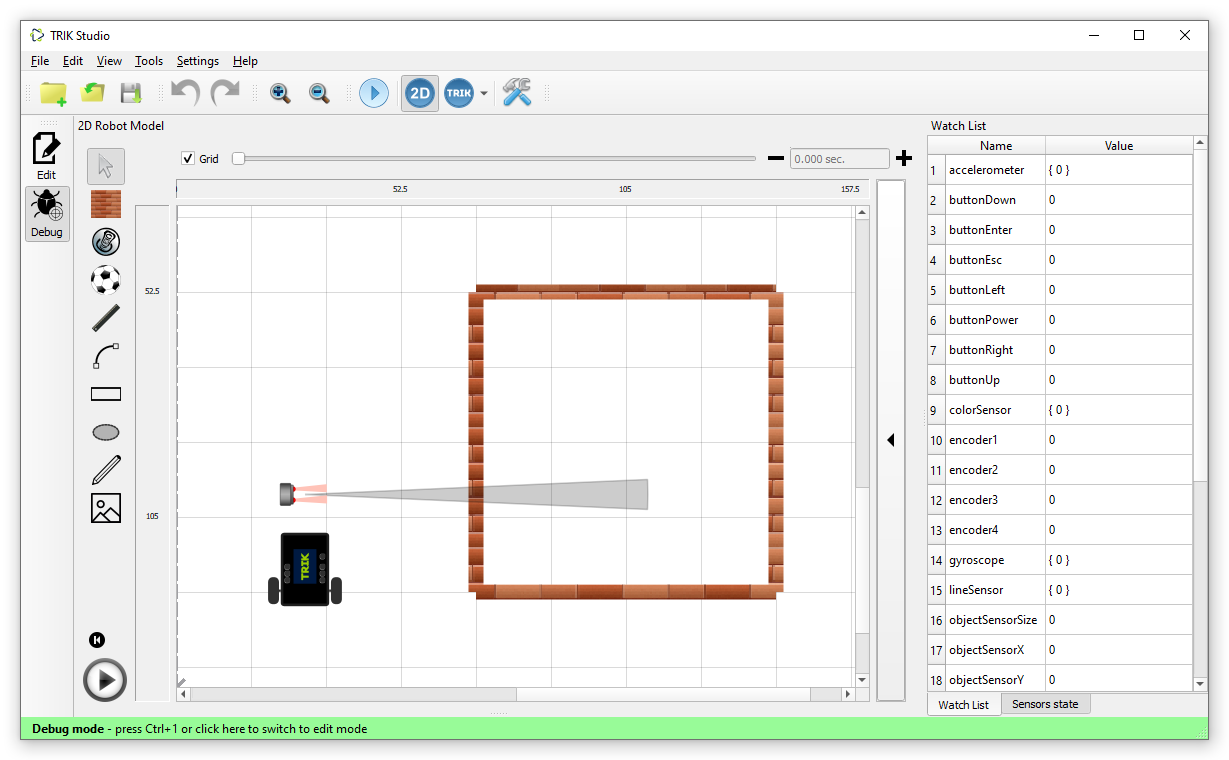 TRIK Studio
File Edit View Tools Settings Help
2D TRIK
2D Robot Model
Watch List
Edit
Debug
Grid
0.000 sec.
52.5 105 157.5
52.5
105
TRIK
Name Value
1 accelerometer { 0 }
2 buttonDown 0
3 buttonEnter 0
4 buttonEsc 0
5 buttonLeft 0
6 buttonPower 0
7 buttonRight 0
8 buttonUp 0
9 colorSensor { 0 }
10 encoder1 0
11 encoder2 0
12 encoder3 0
13 encoder4 0
14 gyroscope { 0 }
15 lineSensor { 0 }
16 objectSensorSize 0
17 objectSensorX 0
18 objectSensorY 0
Watch List Sensors state
Debug mode - press Ctrl+1 or click here to switch to edit mode